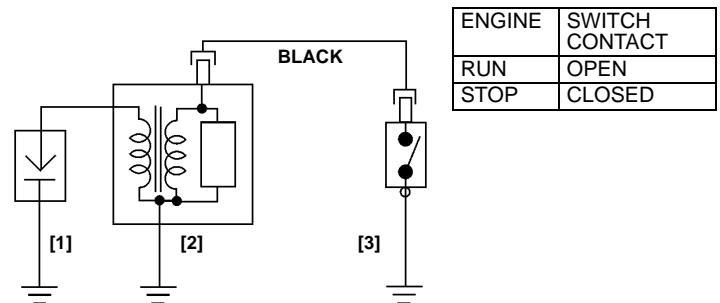 BLACK
ENGINE SWITCH CONTACT
RUN OPEN
STOP CLOSED
[1] [2] [3]